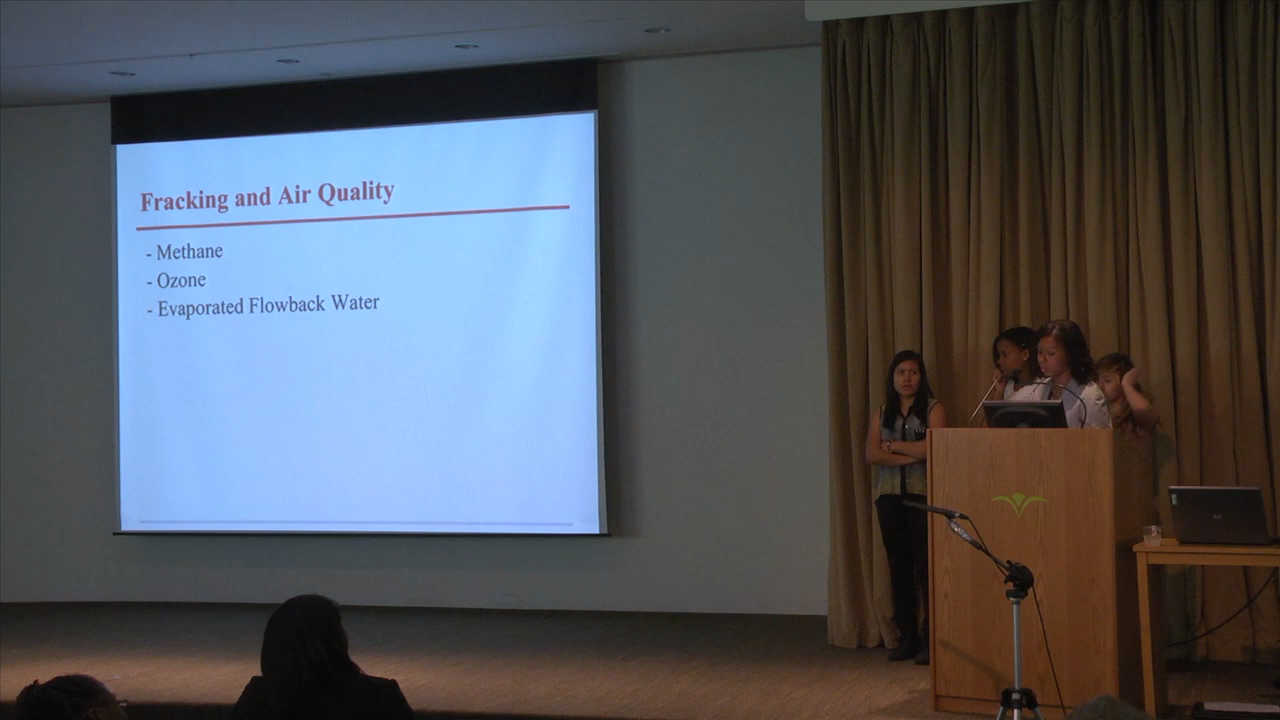 Fracking and Air Quality
- Methane
- Ozone
- Evaporated Flowback Water